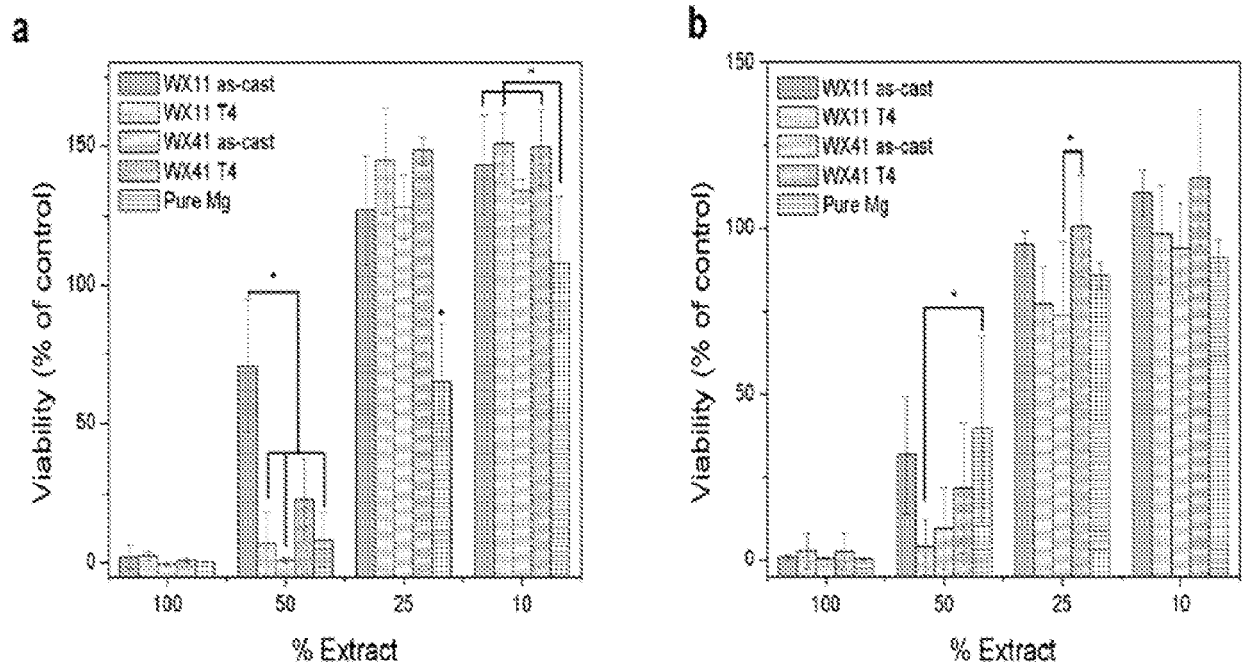 a
WX11 as-cast
WX11 T4
WX41 as-cast
WX41 T4
Pure Mg
*
*
*
*
150
100
50
0
Viability (% of control)
100 50 25 10
% Extract
b
WX11 as-cast
WX11 T4
WX41 as-cast
WX41 T4
Pure Mg
*
*
150
100
50
0
Viability (% of control)
100 50 25 10
% Extract